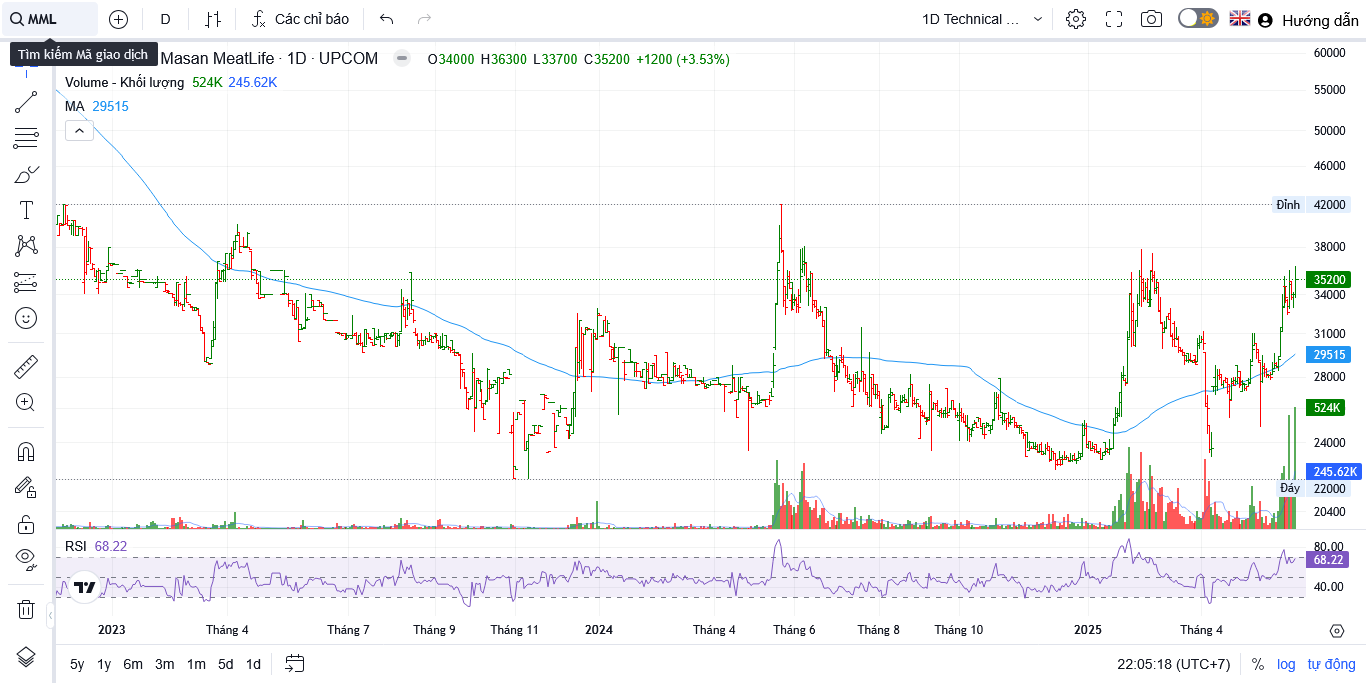 MML
D
Các chỉ báo
1D Technical ...
Hướng dẫn
Tìm kiếm Mã giao dịch
Masan MeatLife · 1D · UPCOM
O34000 H36300 L33700 C35200 +1200 (+3.53%)
Volume - Khối lượng 524K 245.62K
MA 29515
60000
55000
50000
46000
Đỉnh 42000
38000
35200
34000
31000
29515
28000
524K
24000
245.62K
Đáy 22000
20400
RSI 68.22
80.00
68.22
40.00
2023 Tháng 4 Tháng 7 Tháng 9 Tháng 11 2024 Tháng 4 Tháng 6 Tháng 8 Tháng 10 2025 Tháng 4
5y 1y 6m 3m 1m 5d 1d
22:05:18 (UTC+7) % log tự động